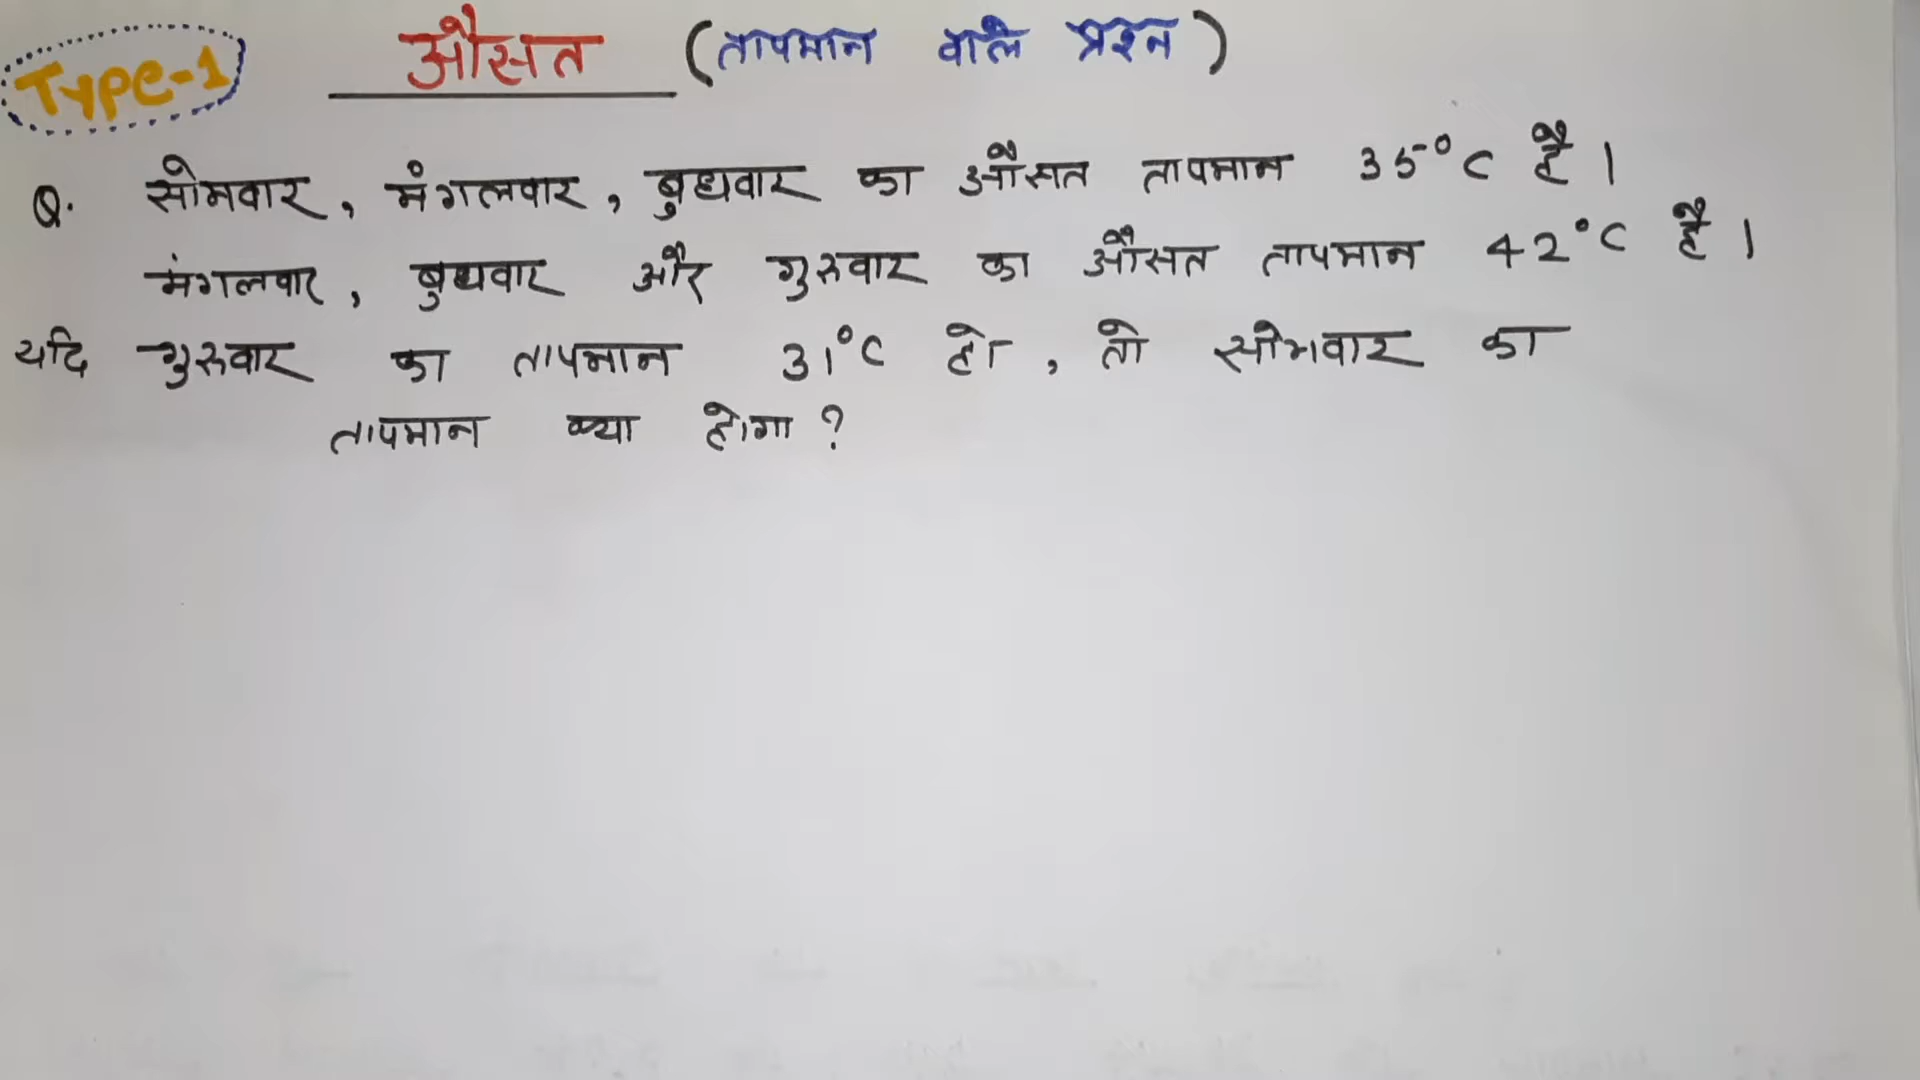 Type-1 औसत (तापमान वाले प्रश्न)
Q. सोमवार, मंगलवार, बुधवार का औसत तापमान 35°C है।
मंगलवार, बुधवार और गुरुवार का औसत तापमान 42°C है।
यदि गुरुवार का तापमान 31°C हो, तो सोमवार का
तापमान क्या होगा?